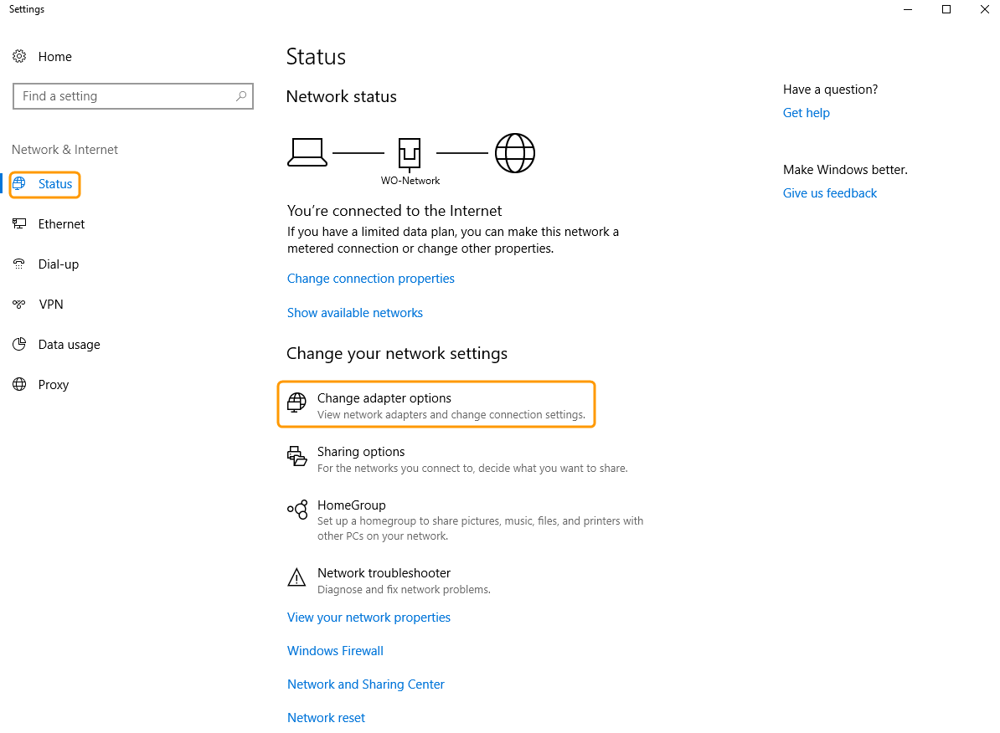 Settings
Home
Find a setting
Network & Internet
Status
Ethernet
Dial-up
VPN
Data usage
Proxy
Status
Network status
WO-Network
You’re connected to the Internet
If you have a limited data plan, you can make this network a
metered connection or change other properties.
Change connection properties
Show available networks
Change your network settings
Change adapter options
View network adapters and change connection settings.
Sharing options
For the networks you connect to, decide what you want to share.
HomeGroup
Set up a homegroup to share pictures, music, files, and printers with
other PCs on your network.
Network troubleshooter
Diagnose and fix network problems.
View your network properties
Windows Firewall
Network and Sharing Center
Network reset
Have a question?
Get help
Make Windows better.
Give us feedback